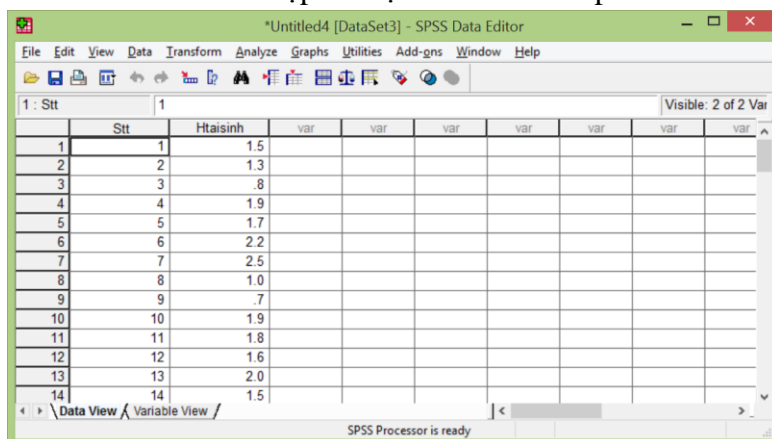 *Untitled4 [DataSet3] - SPSS Data Editor
File Edit View Data Transform Analyze Graphs Utilities Add-ons Window Help
1 : Stt 1 Visible: 2 of 2 Var
Stt Htaisinh var var var var var var var
1 1 1.5
2 2 1.3
3 3 .8
4 4 1.9
5 5 1.7
6 6 2.2
7 7 2.5
8 8 1.0
9 9 .7
10 10 1.9
11 11 1.8
12 12 1.6
13 13 2.0
14 14 1.5
Data View Variable View
SPSS Processor is ready